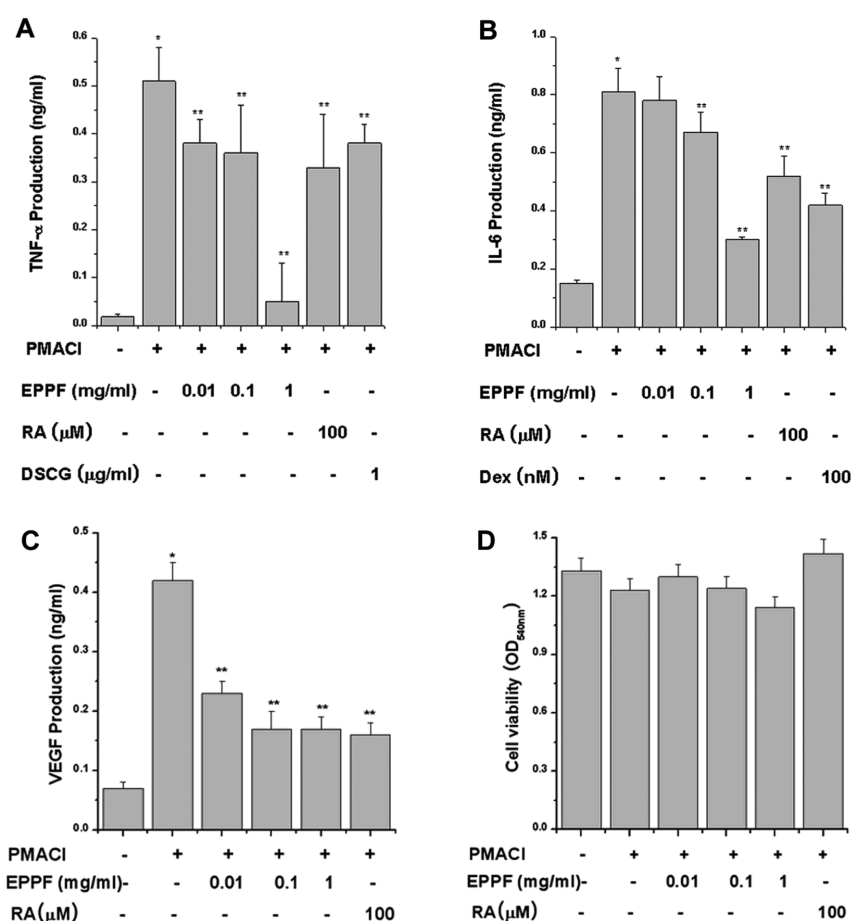 A
TNF-α Production (ng/ml)
0.6
0.5
0.4
0.3
0.2
0.1
0.0
* ** ** ** ** **
PMACI - + + + + + +
EPPF (mg/ml) - 0.01 0.1 1 - -
RA (μM) - - - - - 100 -
DSCG (μg/ml) - - - - - 1
B
IL-6 Production (ng/ml)
1.0
0.8
0.6
0.4
0.2
0.0
* ** ** ** **
PMACI - + + + + + +
EPPF (mg/ml) - - 0.01 0.1 1 - -
RA (μM) - - - - - 100 -
Dex (nM) - - - - - - 100
C
VEGF Production (ng/ml)
0.5
0.4
0.3
0.2
0.1
0.0
* ** ** ** **
PMACI - + + + + +
EPPF (mg/ml)- - 0.01 0.1 1 -
RA(μM) - - - - - 100
D
Cell viability (OD540nm)
1.5
1.2
0.9
0.6
0.3
0.0
PMACI - + + + + +
EPPF (mg/ml)- - 0.01 0.1 1 -
RA(μM) - - - - - 100